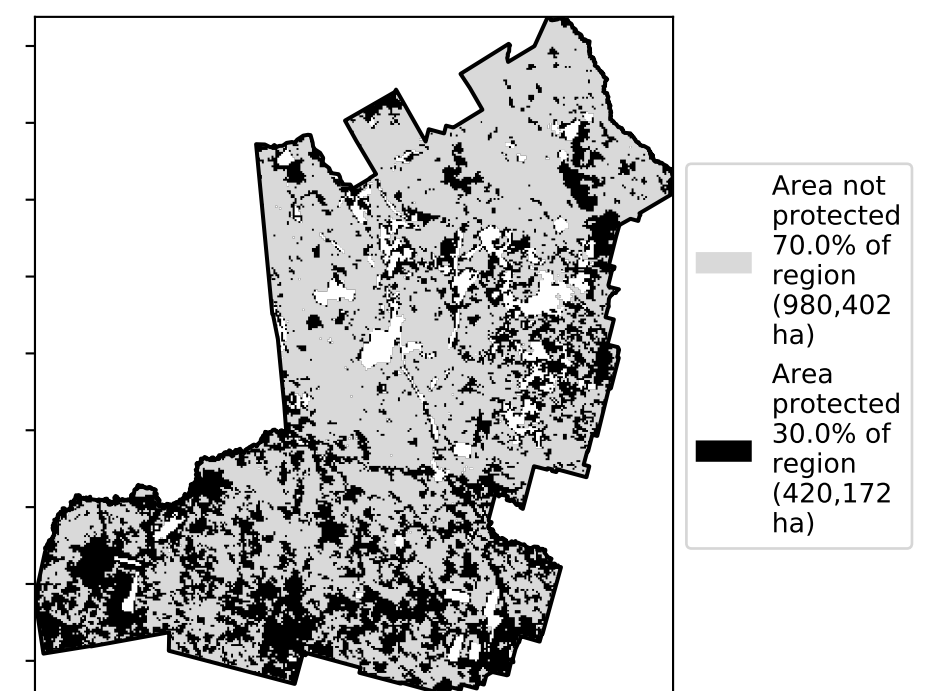 Area not
protected
70.0% of
region
(980,402
ha)
Area
protected
30.0% of
region
(420,172
ha)